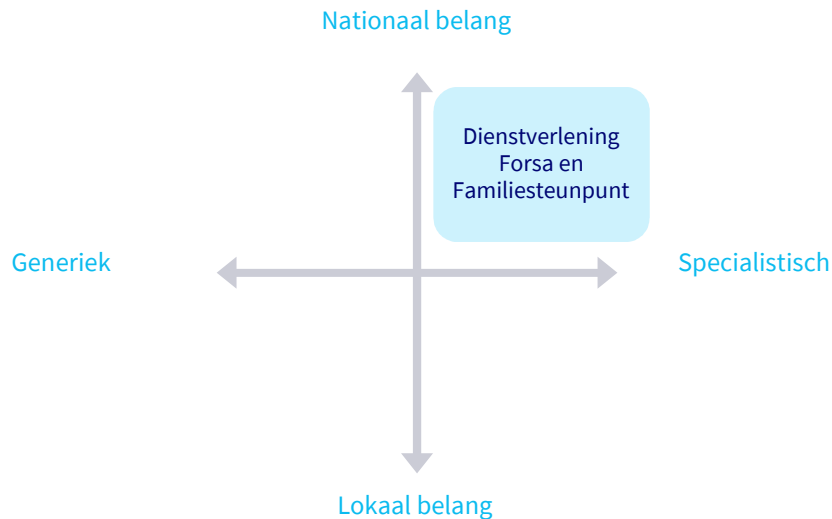 Nationaal belang
Dienstverlening
Forsa en
Familiesteunpunt
Generiek
Specialistisch
Lokaal belang